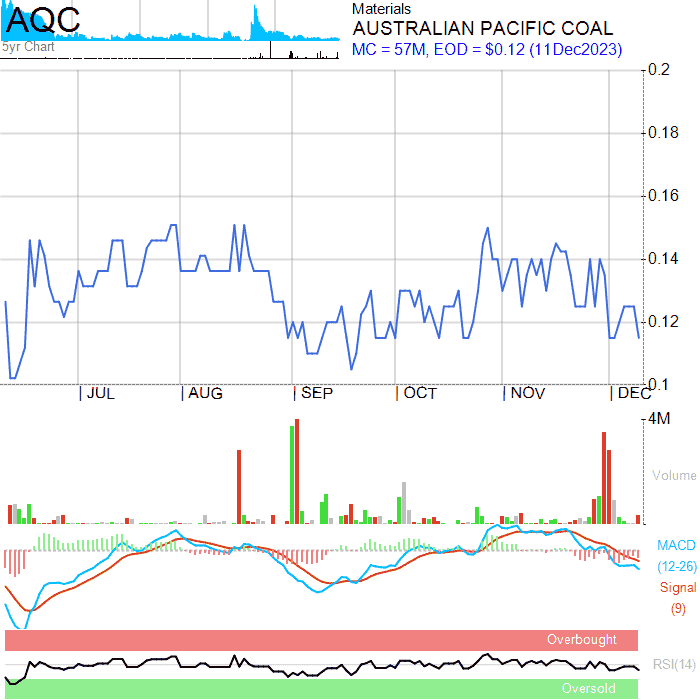 AQC
5yr Chart
Materials
AUSTRALIAN PACIFIC COAL
MC = 57M, EOD = $0.12 (11Dec2023)
0.2
0.18
0.16
0.14
0.12
0.1
| JUL | AUG | SEP | OCT | NOV | DEC
4M
Volume
MACD
(12-26)
Signal
(9)
Overbought
RSI(14)
Oversold